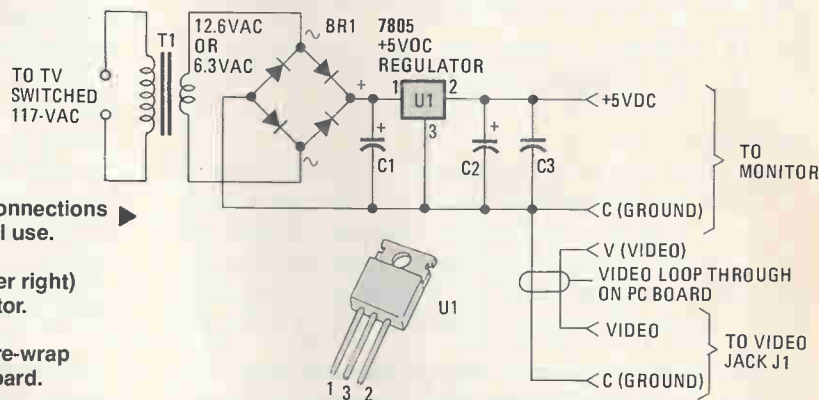 T1
12.6VAC
OR
6.3VAC
BR1
7805
+5VOC
REGULATOR
TO TV
SWITCHED
117-VAC
~
~
+
1
U1
2
3
+
C1
+
C2
C3
+5VDC
C (GROUND)
TO
MONITOR
V (VIDEO)
VIDEO LOOP THROUGH
ON PC BOARD
VIDEO
C (GROUND)
TO VIDEO
JACK J1
U1
1 3 2
onnections ▶
l use.
er right)
tor.
re-wrap
oard.